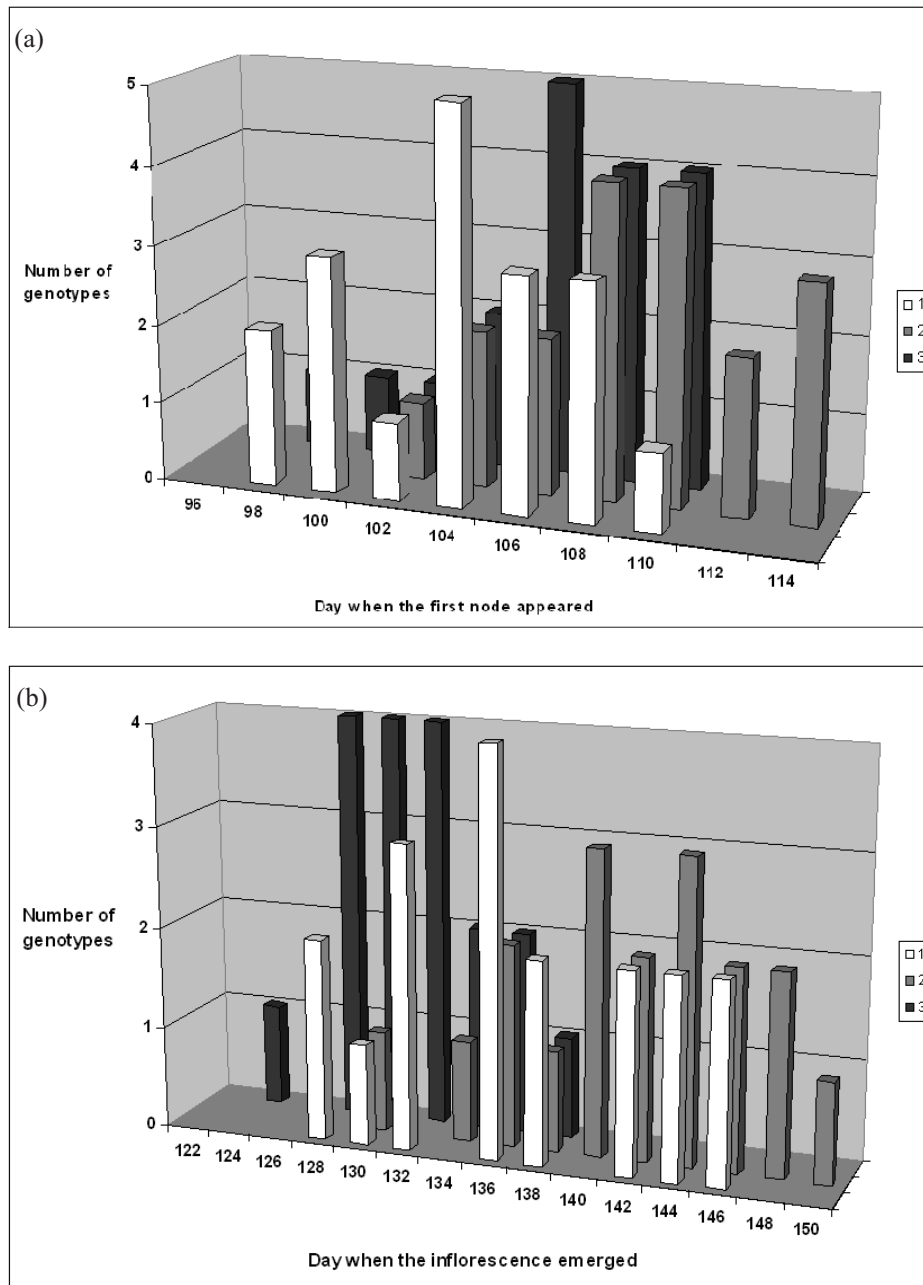 (a)
5
4
3
2
1
0
Number of
genotypes
96 98 100 102 104 106 108 110 112 114
Day when the first node appeared
1
2
3
(b)
4
3
2
1
0
Number of
genotypes
122 124 126 128 130 132 134 136 138 140 142 144 146 148 150
Day when the inflorescence emerged
1
2
3